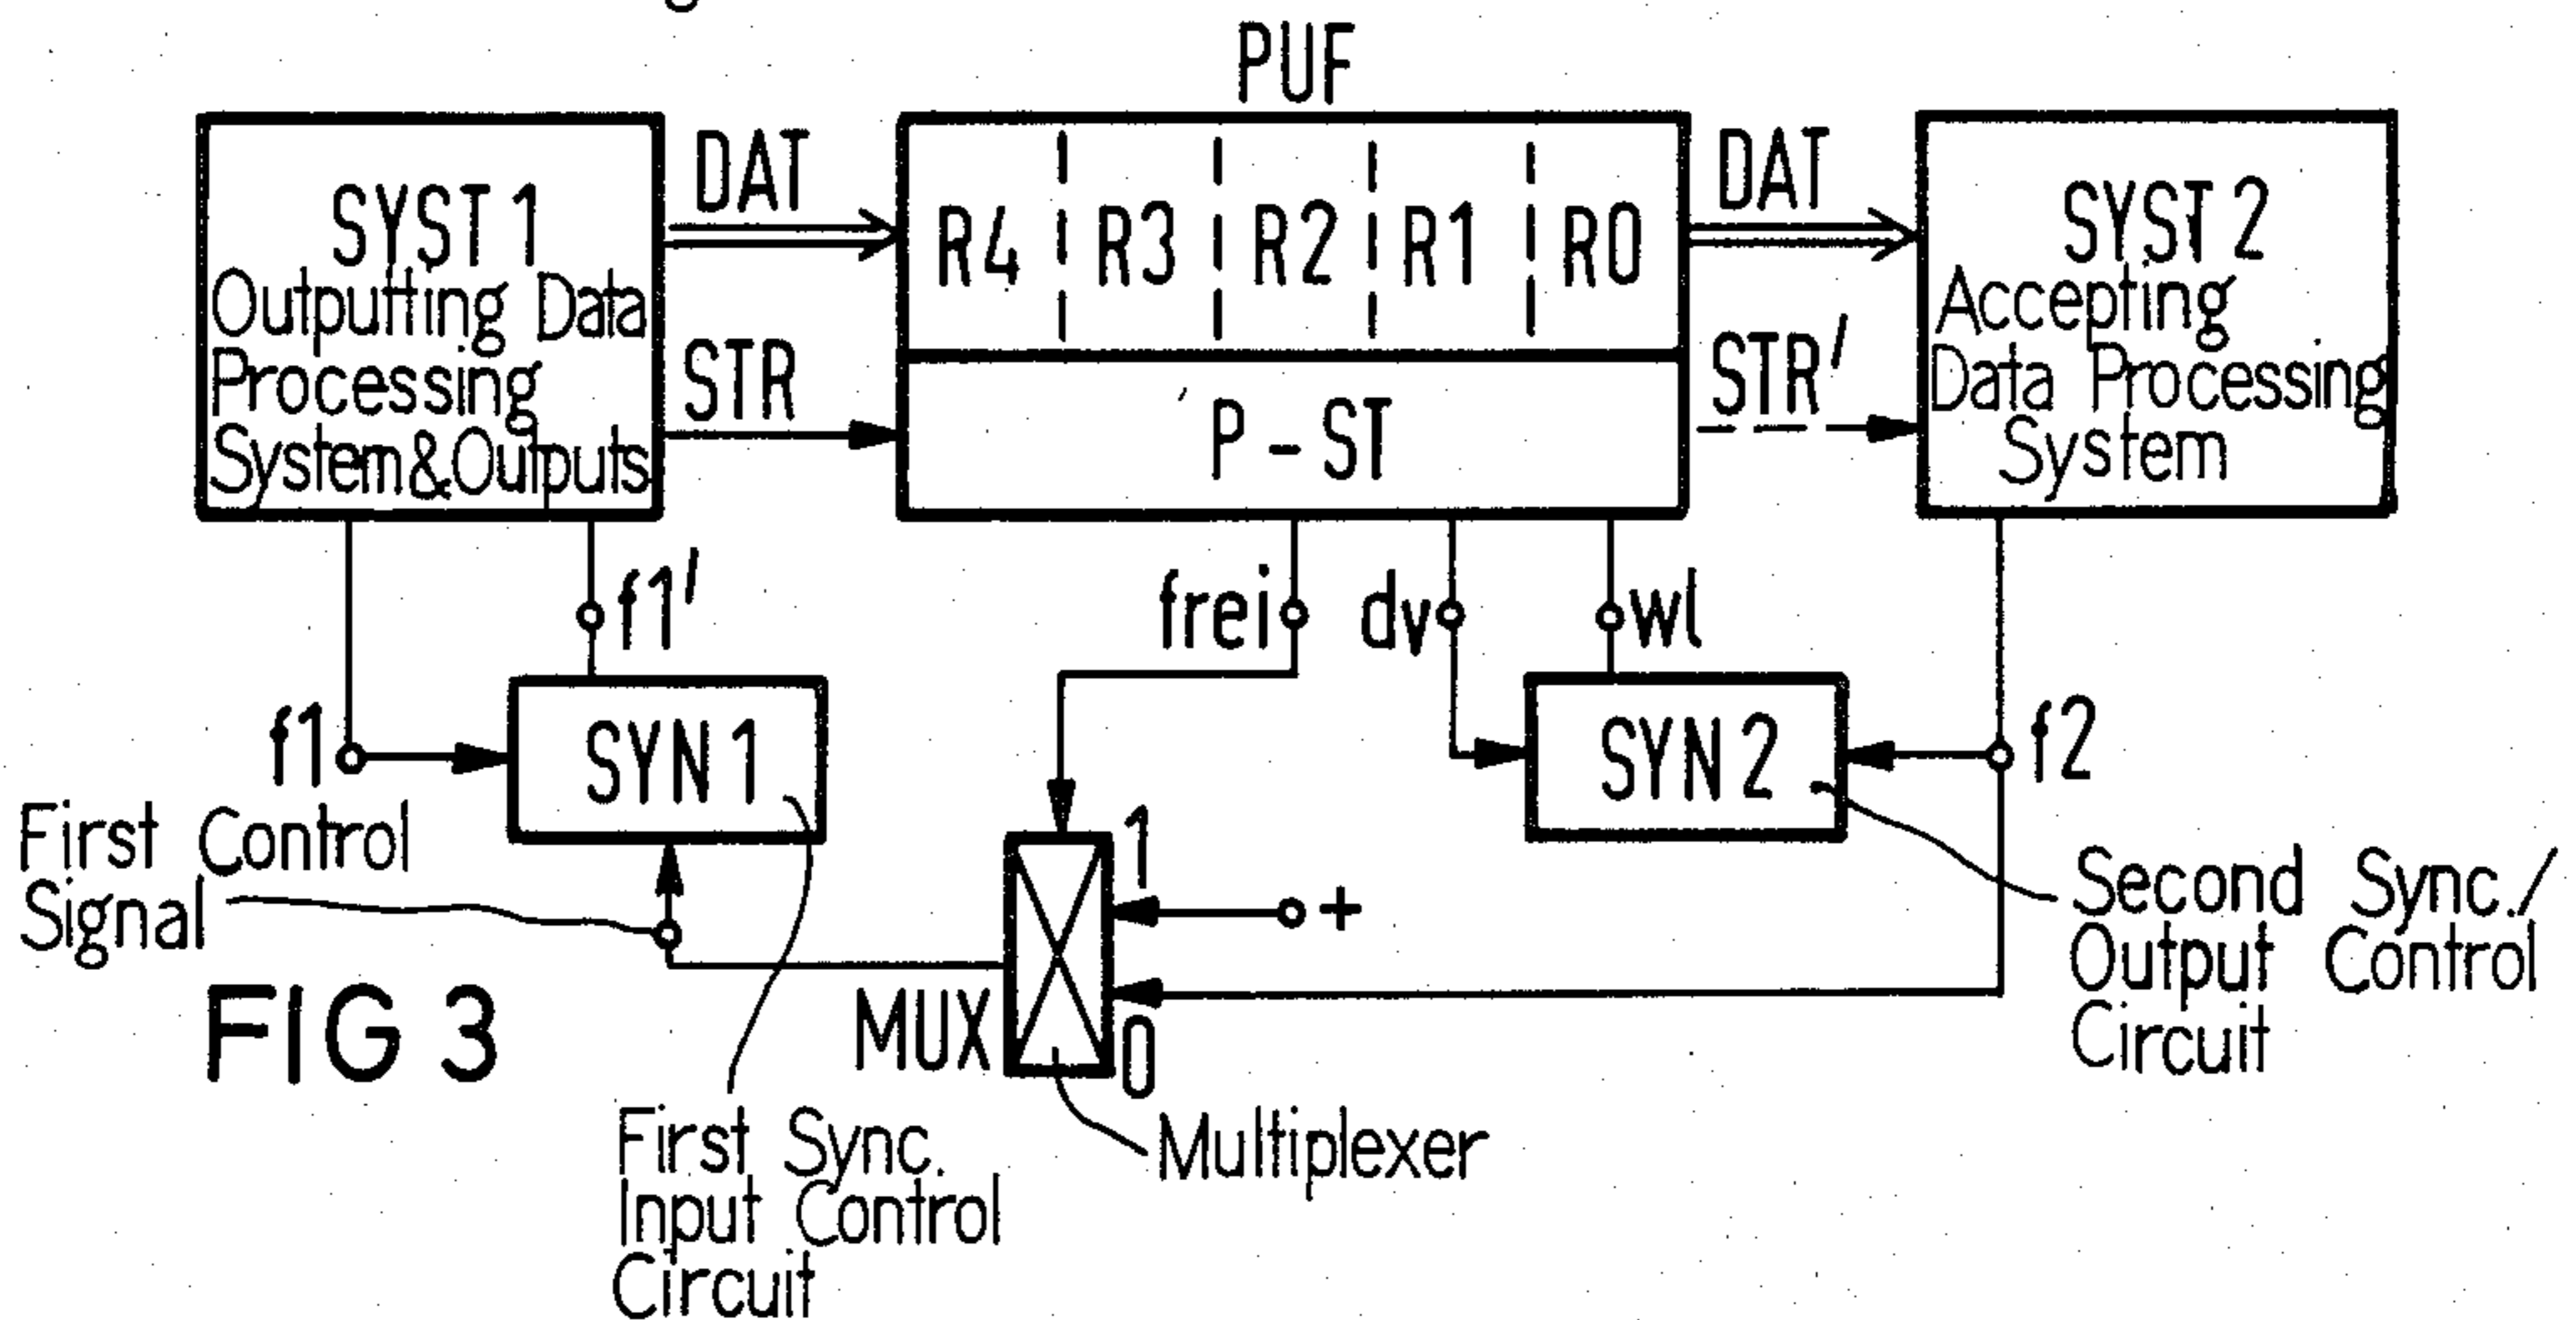 PUF
SYST 1
Outputting Data
Processing
System & Outputs
DAT
STR
R4 R3 R2 R1 R0
P - ST
DAT
STR'
SYST 2
Accepting
Data Processing
System
f1'
frei
dv
wl
f1
SYN 1
SYN 2
f2
First Control
Signal
1
+
MUX
0
Second Sync./
Output Control
Circuit
FIG 3
Multiplexer
First Sync.
Input Control
Circuit